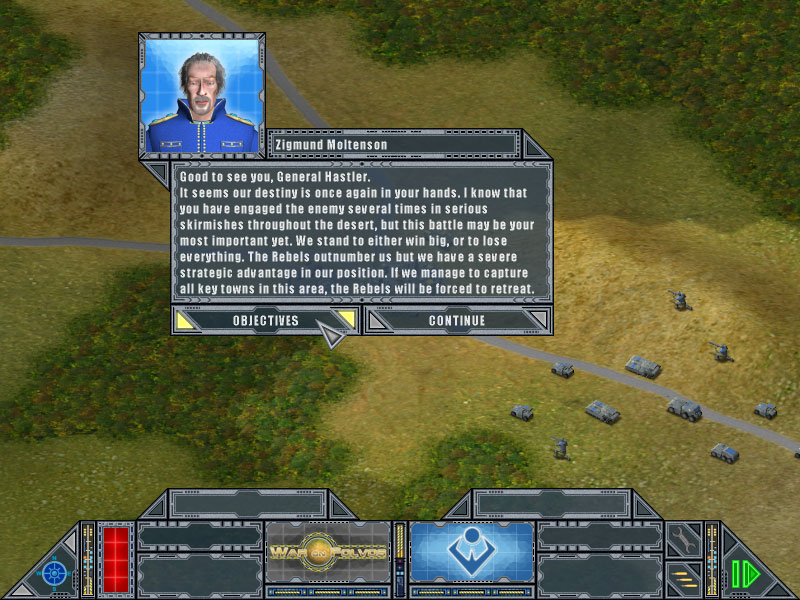 Zigmund Moltenson
Good to see you, General Hastler.
It seems our destiny is once again in your hands. I know that
you have engaged the enemy several times in serious
skirmishes throughout the desert, but this battle may be your
most important yet. We stand to either win big, or to lose
everything. The Rebels outnumber us but we have a severe
strategic advantage in our position. If we manage to capture
all key towns in this area, the Rebels will be forced to retreat.
OBJECTIVES
CONTINUE
WAR ON FOLVOS